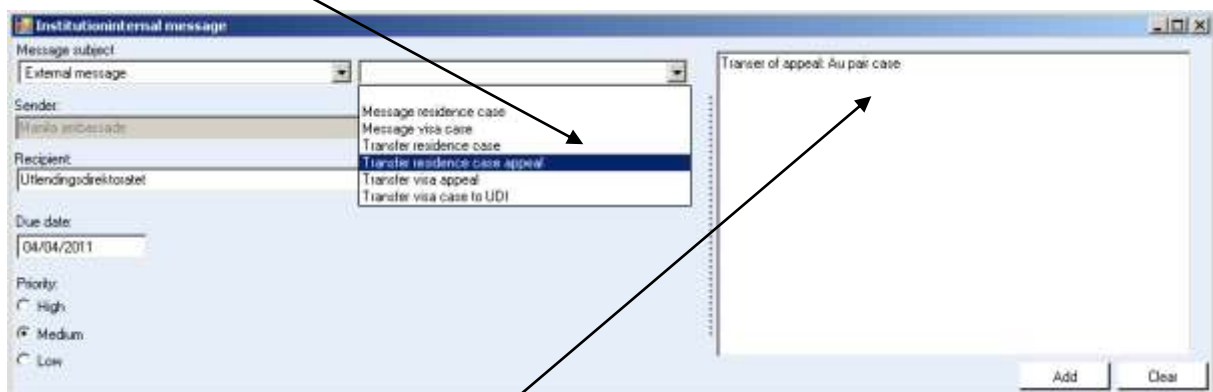 Institutioninternal message
Message subject
External message
Sender:
Manila ambassade
Recipient:
Utlendingsdirektoratet
Due date:
04/04/2011
Priority:
High
Medium
Low
Message residence case
Message visa case
Transfer residence case
Transfer residence case appeal
Transfer visa appeal
Transfer visa case to UDI
Transer of appeal: Au pair case
Add Clear